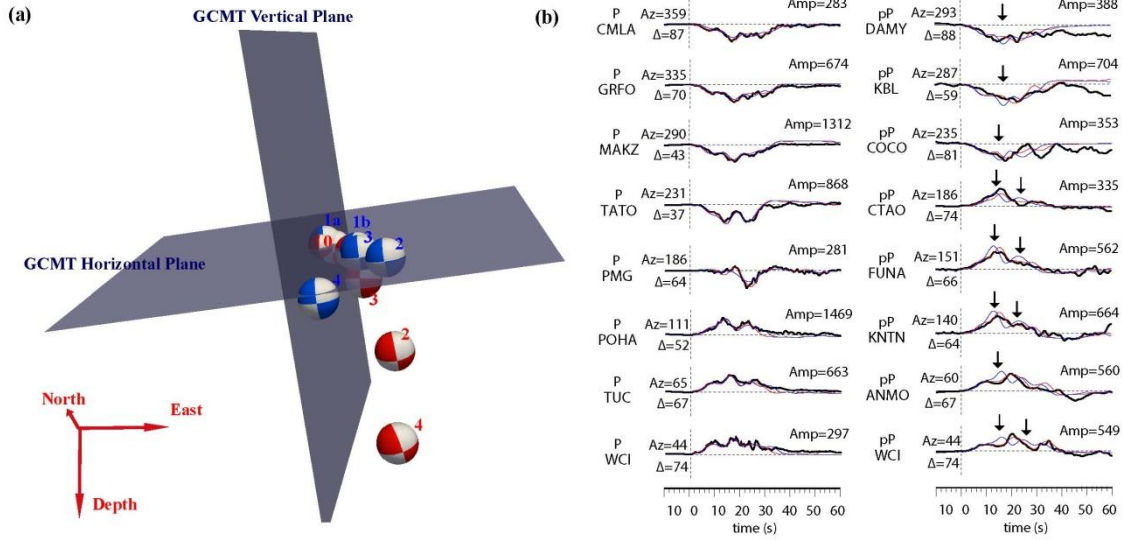 (a)
GCMT Vertical Plane
1a
1b
10
3
2
GCMT Horizontal Plane
4
3
2
4
North
East
Depth
(b)
Az=359 Amp=283
CMLA Δ=87
P Az=335 Amp=674
GRFO Δ=70
P Az=290 Amp=1312
MAKZ Δ=43
P Az=231 Amp=868
TATO Δ=37
P Az=186 Amp=281
PMG Δ=64
P Az=111 Amp=1469
POHA Δ=52
P Az=65 Amp=663
TUC Δ=67
P Az=44 Amp=297
WCI Δ=74
10 0 10 20 30 40 50 60
time (s)
pP Az=293 Amp=388
DAMY Δ=88
pP Az=287 Amp=704
KBL Δ=59
pP Az=235 Amp=353
COCO Δ=81
pP Az=186 Amp=335
CTAO Δ=74
pP Az=151 Amp=562
FUNA Δ=66
pP Az=140 Amp=664
KNTN Δ=64
pP Az=60 Amp=560
ANMO Δ=67
pP Az=44 Amp=549
WCI Δ=74
10 0 10 20 30 40 50 60
time (s)